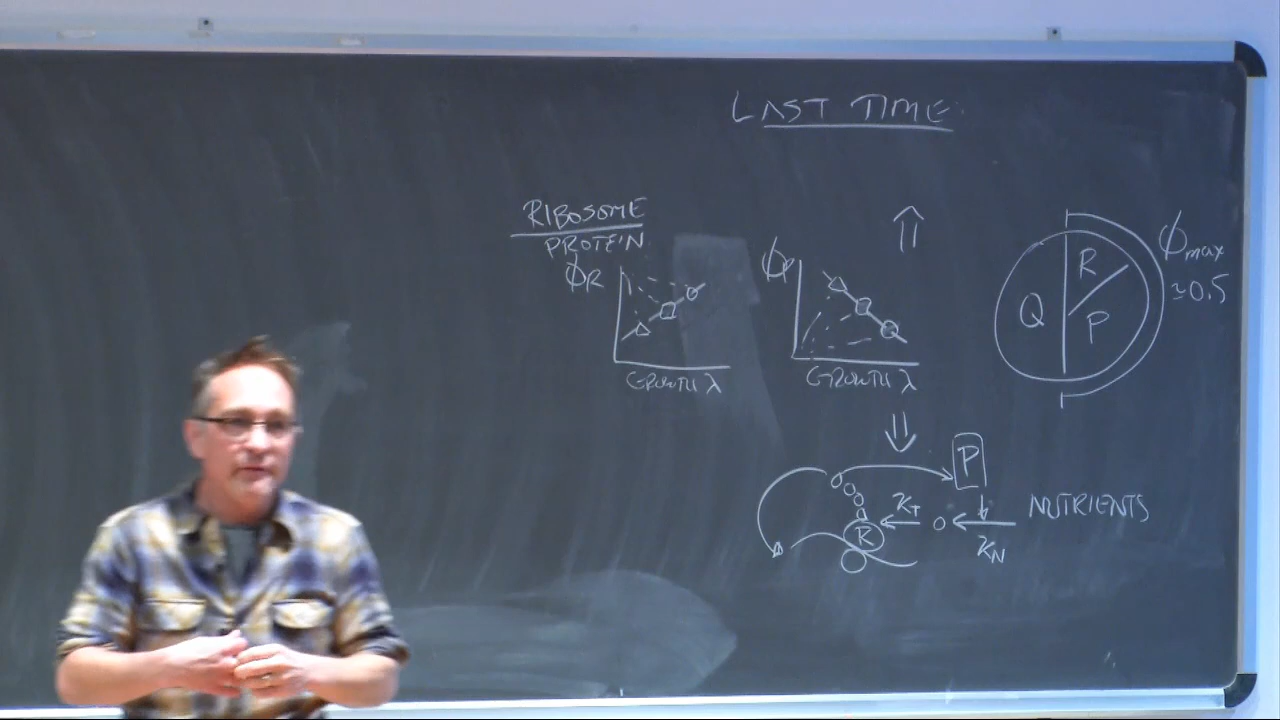 LAST TIME
RIBOSOME
PROTEIN
ϕR
GROWTH λ
ϕP
GROWTH λ
Q
R
P
ϕmax
≃0.5
P
κT
R
κN
NUTRIENTS